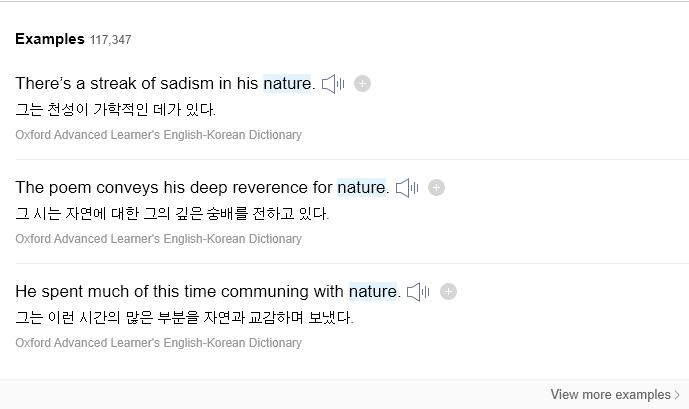 Examples 117,347
There's a streak of sadism in his nature.
그는 천성이 가학적인 데가 있다.
Oxford Advanced Learner's English-Korean Dictionary
The poem conveys his deep reverence for nature.
그 시는 자연에 대한 그의 깊은 숭배를 전하고 있다.
Oxford Advanced Learner's English-Korean Dictionary
He spent much of this time communing with nature.
그는 이런 시간의 많은 부분을 자연과 교감하며 보냈다.
Oxford Advanced Learner's English-Korean Dictionary
View more examples